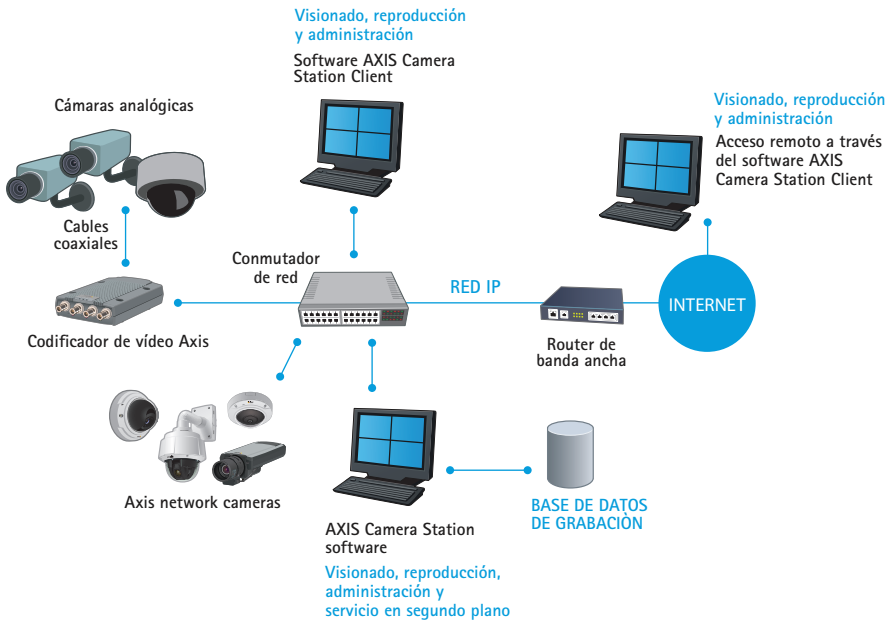 Visionado, reproducción
y administración
Software AXIS Camera
Station Client
Cámaras analógicas
Visionado, reproducción
y administración
Acceso remoto a través
del software AXIS
Camera Station Client
Cables
coaxiales
Conmutador
de red
RED IP
INTERNET
Codificador de vídeo Axis
Router de
banda ancha
Axis network cameras
BASE DE DATOS
DE GRABACIÒN
AXIS Camera Station
software
Visionado, reproducción,
administración y
servicio en segundo plano